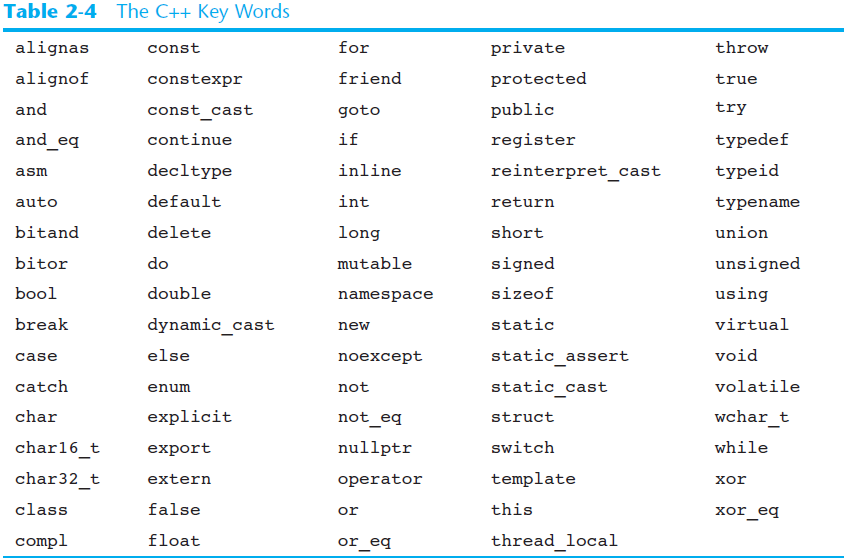 Table 2-4 The C++ Key Words
alignas const for private throw
alignof constexpr friend protected true
and const_cast goto public try
and_eq continue if register typedef
asm decltype inline reinterpret_cast typeid
auto default int return typename
bitand delete long short union
bitor do mutable signed unsigned
bool double namespace sizeof using
break dynamic_cast new static virtual
case else noexcept static_assert void
catch enum not static_cast volatile
char explicit not_eq struct wchar_t
char16_t export nullptr switch while
char32_t extern operator template xor
class false or this xor_eq
compl float or_eq thread_local